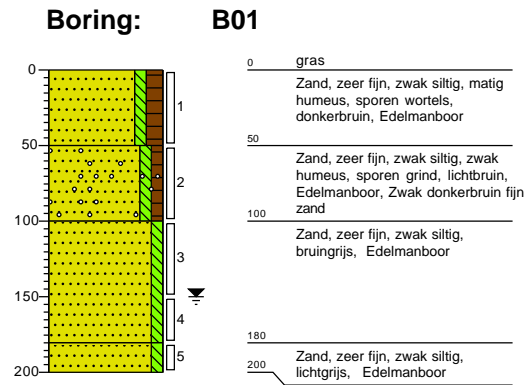 Boring: B01
0
50
100
150
200
1
2
3
4
5
0 gras
Zand, zeer fijn, zwak siltig, matig
humeus, sporen wortels,
donkerbruin, Edelmanboor
50
Zand, zeer fijn, zwak siltig, zwak
humeus, sporen grind, lichtbruin,
Edelmanboor, Zwak donkerbruin fijn
zand
100
Zand, zeer fijn, zwak siltig,
bruingrijs, Edelmanboor
180
Zand, zeer fijn, zwak siltig,
lichtgrijs, Edelmanboor
200